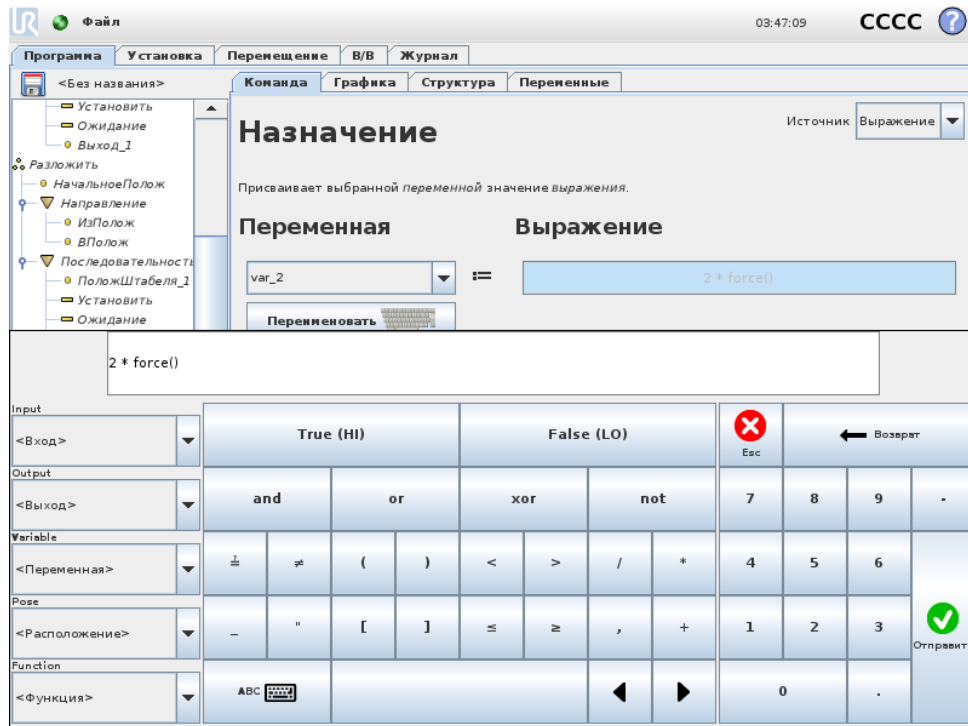 UR Файл 03:47:09 CCCC ?
Программа Установка Перемещение В/В Журнал
<Без названия> Команда Графика Структура Переменные
Установить
Ожидание
Выход_1
Разложить
НачальноеПолож
Направление
ИзПолож
ВПолож
Последовательность
ПоложШтабеля_1
Установить
Ожидание
Назначение
Источник Выражение
Присваивает выбранной переменной значение выражения.
Переменная Выражение
var_2 := 2 * force()
Переименовать
2 * force()
Input
<Вход>
True (HI) False (LO) Esc Возврат
Output
<Выход>
and or xor not 7 8 9 -
Variable
<Переменная>
≟ ≠ ( ) < > / * 4 5 6
Pose
<Расположение>
_ " [ ] ≤ ≥ , + 1 2 3 Отправит
Function
<Функция>
ABC 0 .